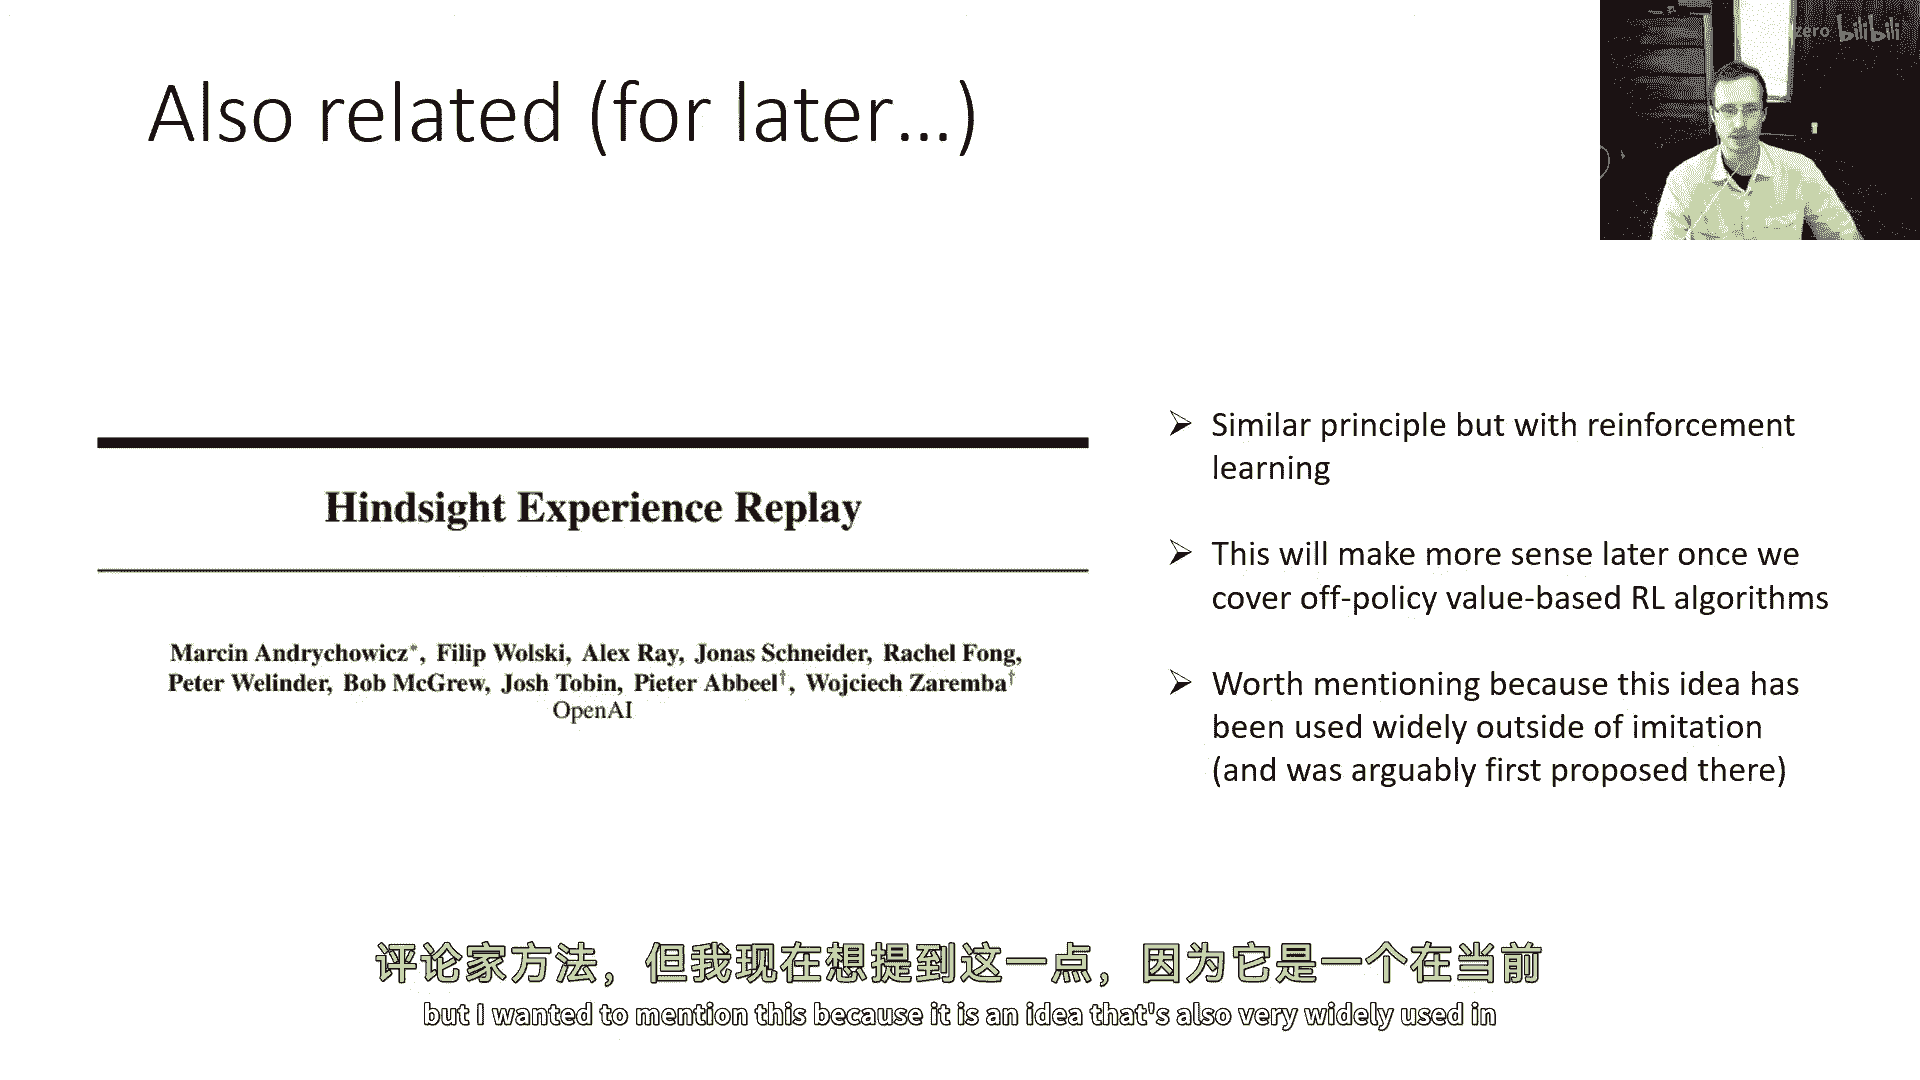 zero bilibili
Also related (for later...)
Hindsight Experience Replay
Marcin Andrychowicz*, Filip Wolski, Alex Ray, Jonas Schneider, Rachel Fong,
Peter Welinder, Bob McGrew, Josh Tobin, Pieter Abbeel†, Wojciech Zaremba†
OpenAI
➢ Similar principle but with reinforcement
learning
➢ This will make more sense later once we
cover off-policy value-based RL algorithms
➢ Worth mentioning because this idea has
been used widely outside of imitation
(and was arguably first proposed there)
评论家方法，但我现在想提到这一点，因为它是一个在当前
but I wanted to mention this because it is an idea that's also very widely used in